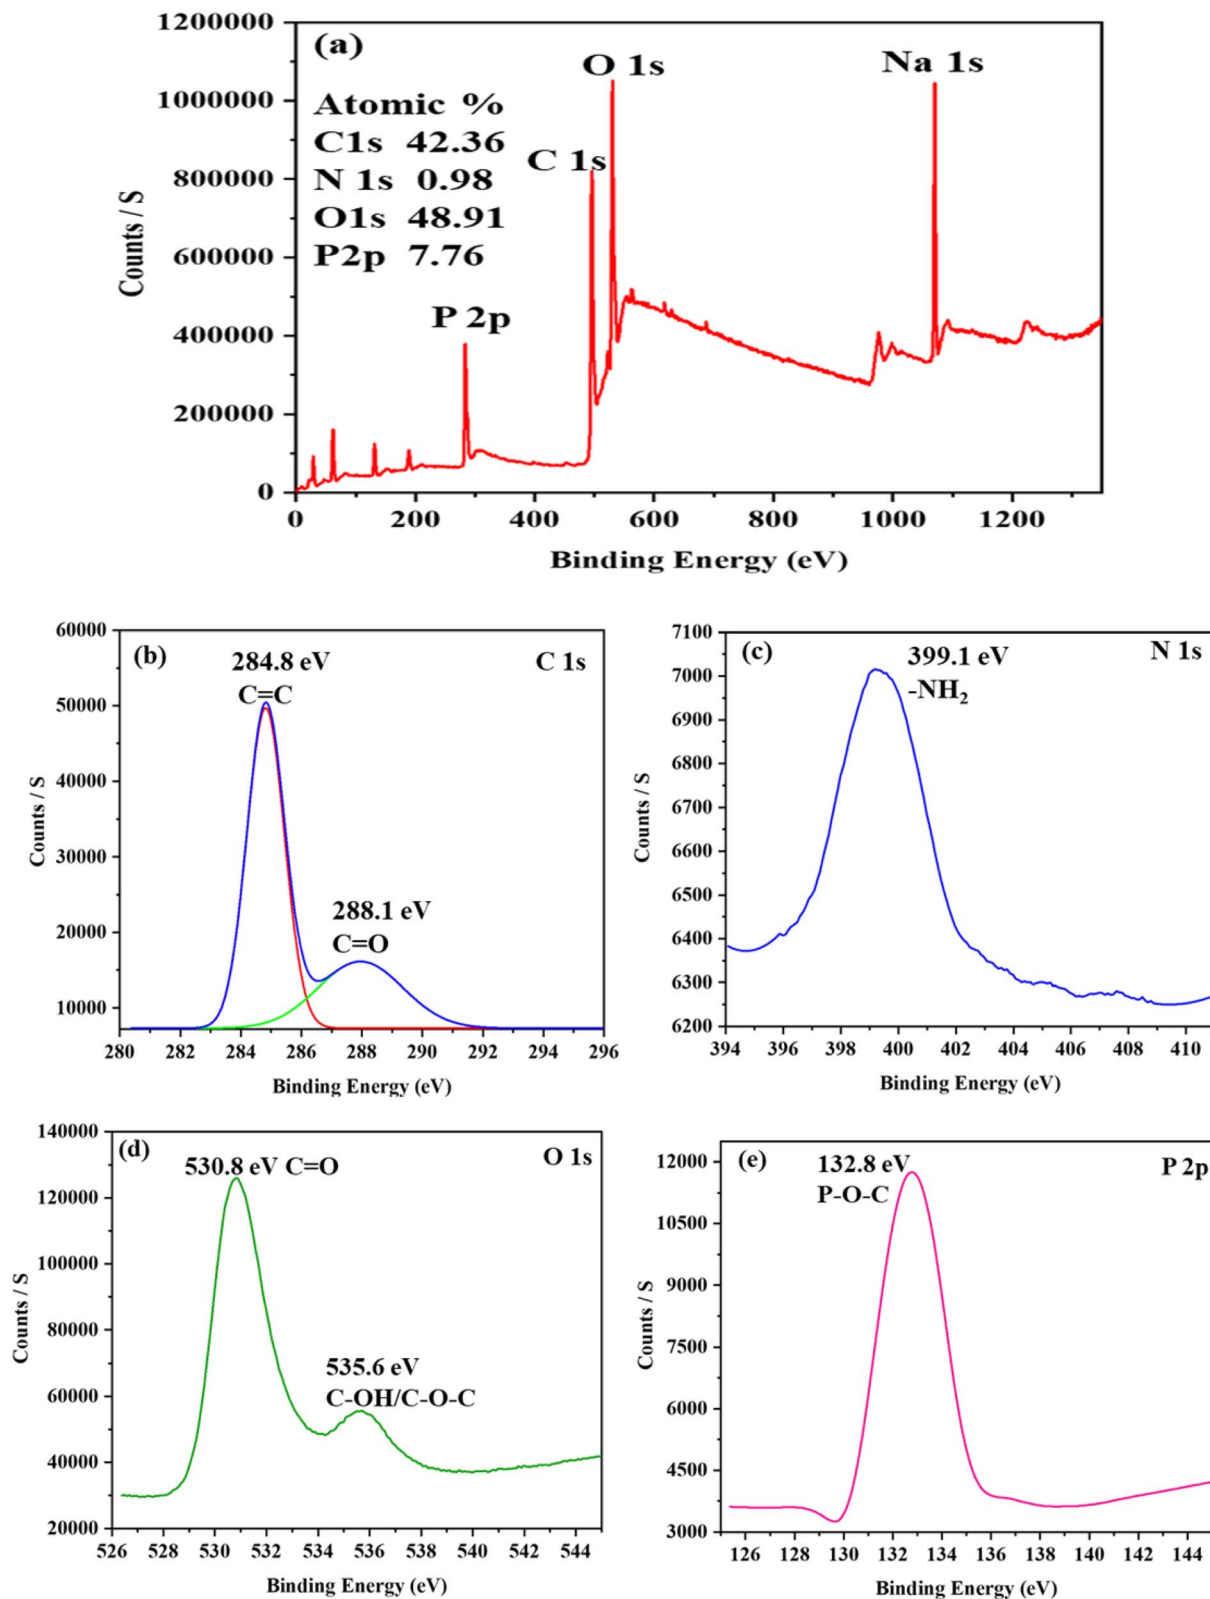 (a)
Atomic %
C1s 42.36
N 1s 0.98
O1s 48.91
P2p 7.76
P 2p
C 1s
O 1s
Na 1s
1200000
1000000
800000
600000
400000
200000
0
Counts / S
0 200 400 600 800 1000 1200
Binding Energy (eV)
(b)
C 1s
284.8 eV
C=C
288.1 eV
C=O
60000
50000
40000
30000
20000
10000
Counts / S
280 282 284 286 288 290 292 294 296
Binding Energy (eV)
(c)
N 1s
399.1 eV
-NH₂
7100
7000
6900
6800
6700
6600
6500
6400
6300
6200
Counts / S
394 396 398 400 402 404 406 408 410
Binding Energy (eV)
(d)
O 1s
530.8 eV C=O
535.6 eV
C-OH/C-O-C
140000
120000
100000
80000
60000
40000
20000
Counts / S
526 528 530 532 534 536 538 540 542 544
Binding Energy (eV)
(e)
P 2p
132.8 eV
P-O-C
12000
10500
9000
7500
6000
4500
3000
Counts / S
126 128 130 132 134 136 138 140 142 144
Binding Energy (eV)